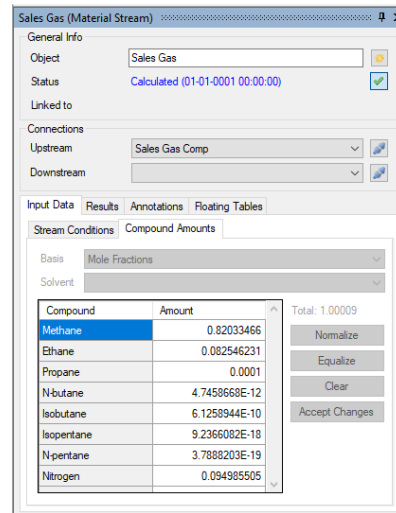 Sales Gas (Material Stream)
General Info
Object Sales Gas
Status Calculated (01-01-0001 00:00:00)
Linked to
Connections
Upstream Sales Gas Comp
Downstream
Input Data Results Annotations Floating Tables
Stream Conditions Compound Amounts
Basis Mole Fractions
Solvent
Compound Amount Total: 1.00009
Methane 0.82033466 Normalize
Ethane 0.082546231
Propane 0.0001 Equalize
N-butane 4.7458668E-12 Clear
Isobutane 6.1258944E-10 Accept Changes
Isopentane 9.2366082E-18
N-pentane 3.7888203E-19
Nitrogen 0.094985505